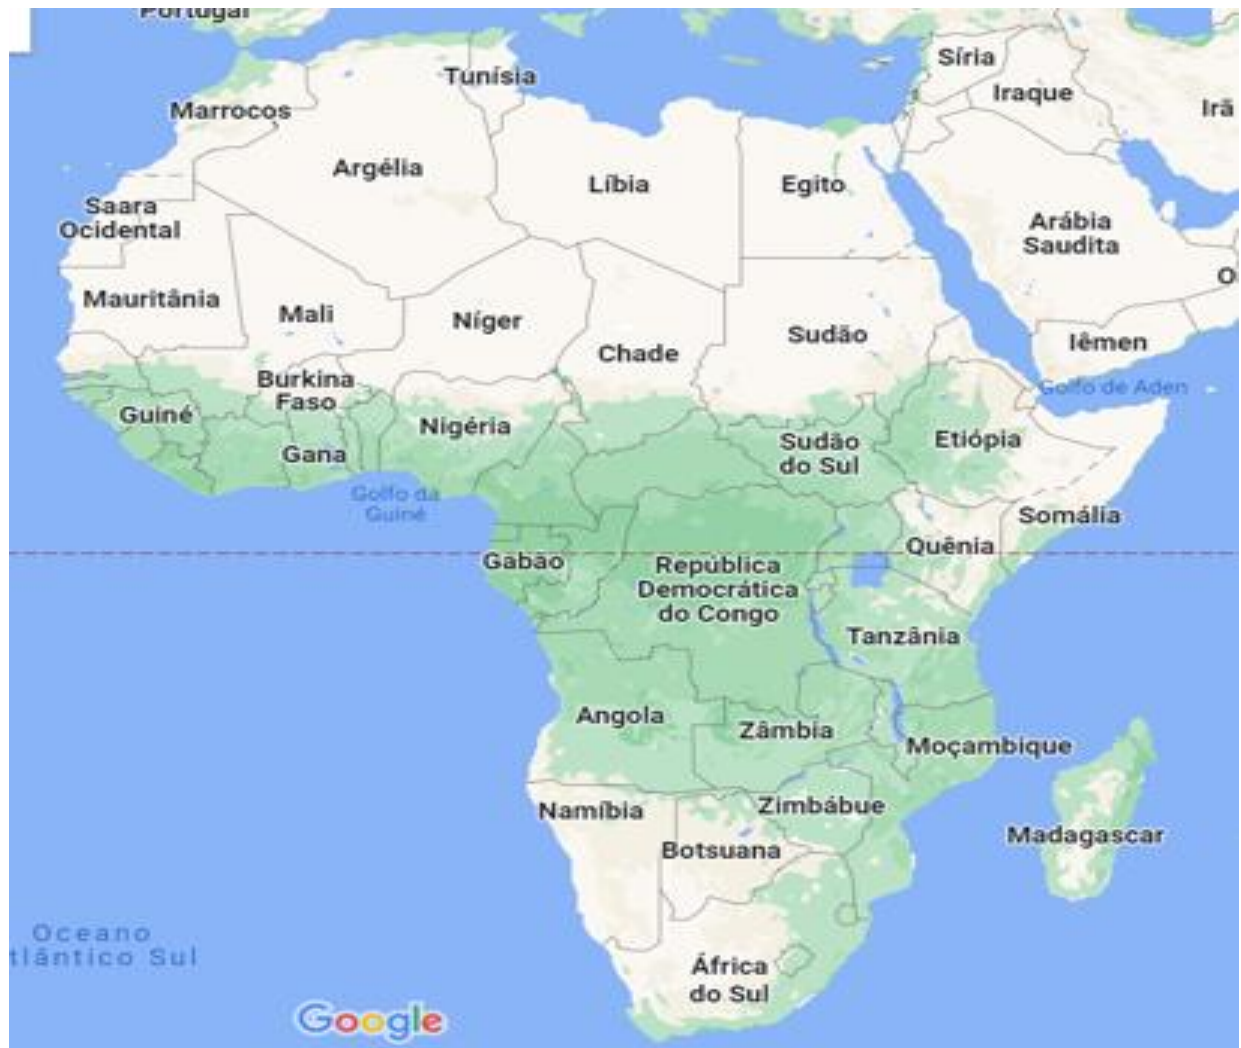 Portugal
Tunísia
Síria
Iraque
Irã
Marrocos
Argélia
Líbia
Egito
Saara
Ocidental
Arábia
Saudita
Mauritânia
Mali
Níger
Chade
Sudão
Iêmen
Golfo de Aden
Burkina
Faso
Guiné
Nigéria
Gana
Sudão
do Sul
Etiópia
Golfo da
Guiné
Somália
Quênia
Gabão
República
Democrática
do Congo
Tanzânia
Angola
Zâmbia
Moçambique
Namíbia
Zimbábue
Botsuana
Madagascar
Oceano
tlântico Sul
África
do Sul
Google